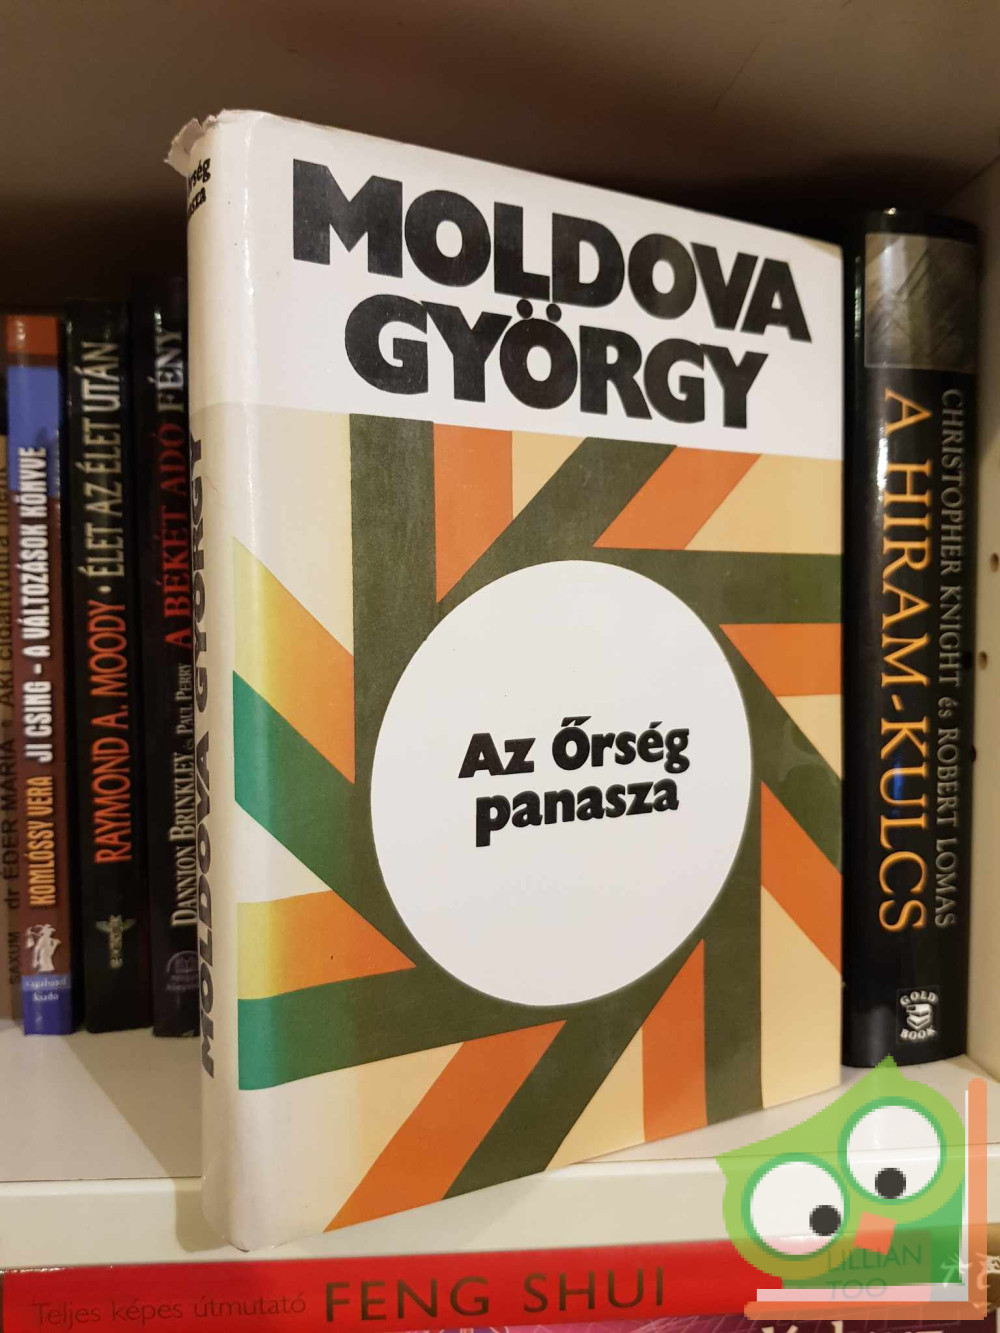 MOLDOVA
GYÖRGY
Az Őrség
panasza
MOLDOVA GYÖRGY
KOMLÓSSY VERA JI CSING - A VÁLTOZÁSOK KÖNYVE
vagabund
kiadó
RAYMOND A. MOODY • ÉLET AZ ÉLET UTÁN
DANNION BRINKLEY és PAUL PERRY A BÉKÉT ADÓ FÉNY
dr ÉDER MÁRIA •
CHRISTOPHER KNIGHT és ROBERT LOMAS
A HIRAM-KULCS
GOLD
BOOK
Teljes képes útmutató FENG SHUI
LILLIAN
TOO